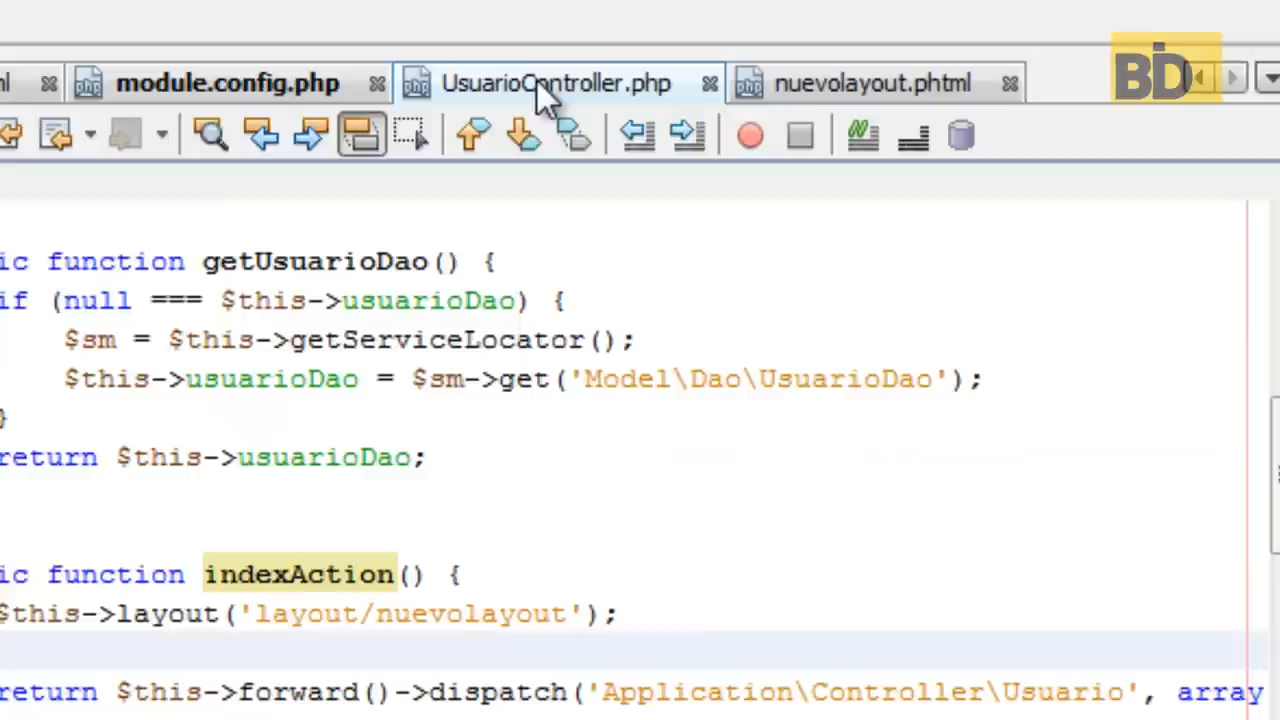 BD
module.config.php UsuarioController.php nuevolayout.phtml
ic function getUsuarioDao() {
if (null === $this->usuarioDao) {
$sm = $this->getServiceLocator();
$this->usuarioDao = $sm->get('Model\Dao\UsuarioDao');
}
return $this->usuarioDao;
ic function indexAction() {
$this->layout('layout/nuevolayout');
return $this->forward()->dispatch('Application\Controller\Usuario', array